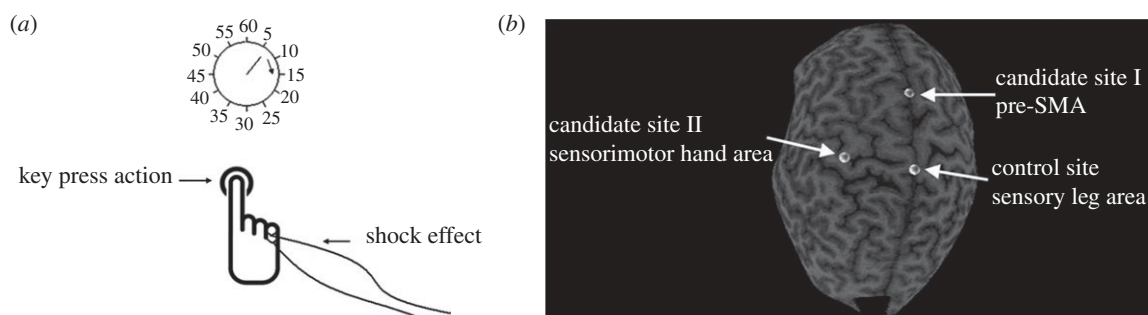 (a)
60
55
5
50
10
45
15
40
20
35
25
30
key press action
shock effect
(b)
candidate site I
pre-SMA
candidate site II
sensorimotor hand area
control site
sensory leg area